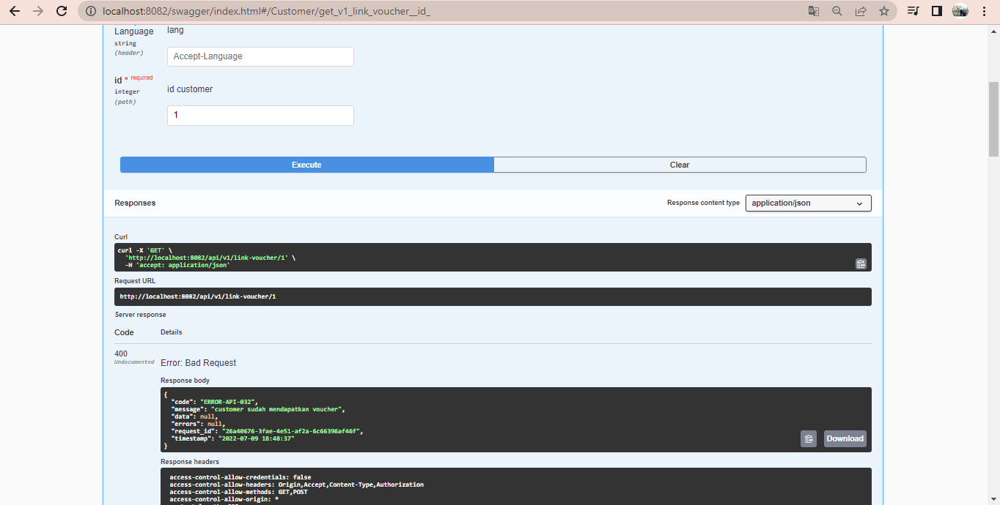 localhost:8082/swagger/index.html#/Customer/get_v1_link_voucher__id_
Language
lang
string
(header)
Accept-Language
id * required
integer
id customer
(path)
1
Execute
Clear
Responses
Response content type
application/json
Curl
curl -X 'GET' \
'http://localhost:8082/api/v1/link-voucher/1' \
-H 'accept: application/json'
Request URL
http://localhost:8082/api/v1/link-voucher/1
Server response
Code
Details
400
Undocumented
Error: Bad Request
Response body
{
"code": "ERROR-API-032",
"message": "customer sudah mendapatkan voucher",
"data": null,
"errors": null,
"request_id": "26a40676-3fae-4e51-af2a-6c66396af46f",
"timestamp": "2022-07-09 18:48:37"
}
Download
Response headers
access-control-allow-credentials: false
access-control-allow-headers: Origin,Accept,Content-Type,Authorization
access-control-allow-methods: GET,POST
access-control-allow-origin: *